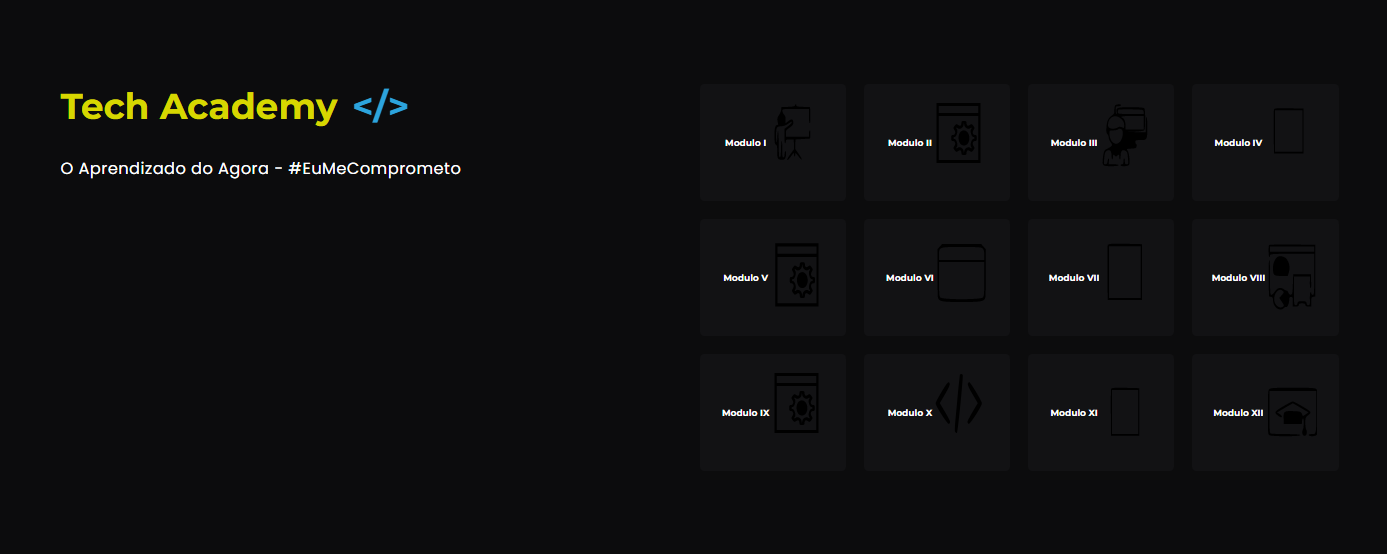 Tech Academy </>
O Aprendizado do Agora - #EuMeComprometo
Modulo I
Modulo II
Modulo III
Modulo IV
Modulo V
Modulo VI
Modulo VII
Modulo VIII
Modulo IX
Modulo X
Modulo XI
Modulo XII